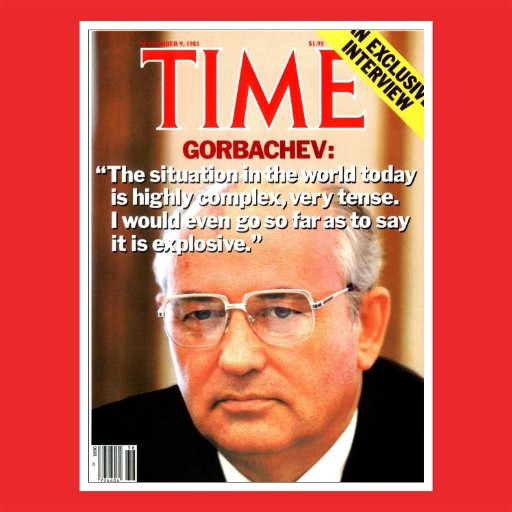 9, 1985 $1.95
AN EXCLUSIVE
INTERVIEW
TIME
GORBACHEV:
“The situation in the world today
is highly complex, very tense.
I would even go so far as to say
it is explosive.”